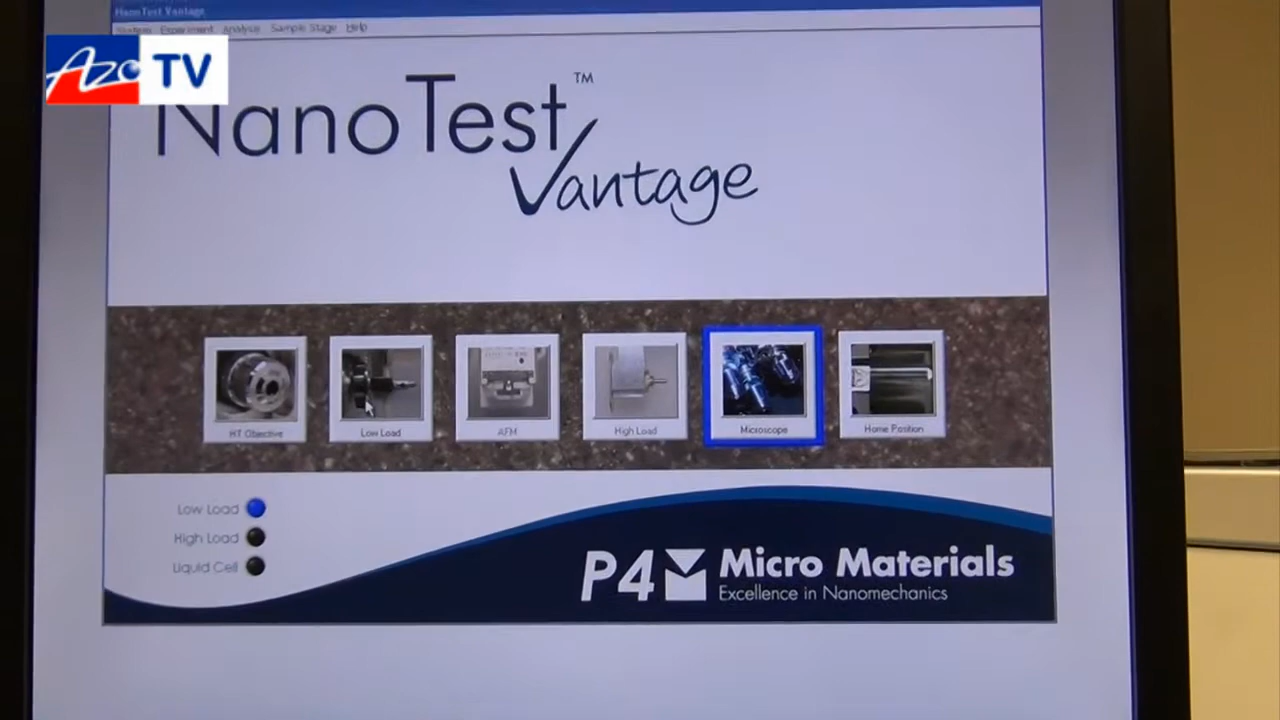 NanoTest Vantage
System Experiment Analysis Sample Stage Help
AZO TV
NanoTest™
Vantage
HT Objective
Low Load
AFM
High Load
Microscope
Home Position
Low Load
High Load
Liquid Cell
P4 Micro Materials
Excellence in Nanomechanics